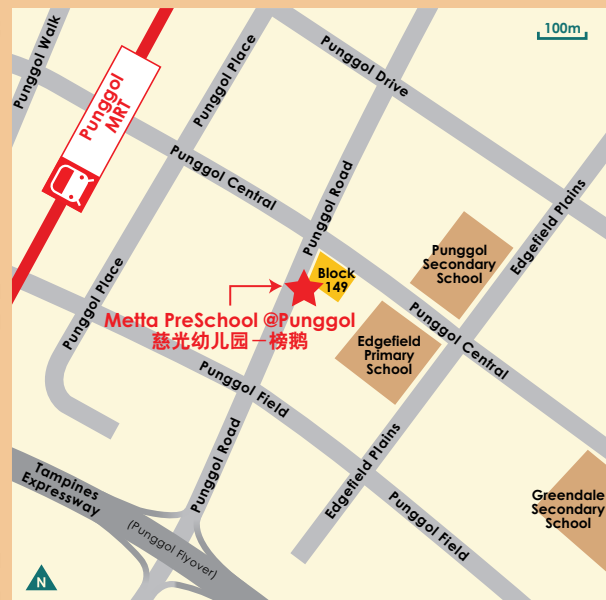 100m
Punggol Walk
Punggol Place
Punggol Drive
Punggol
MRT
Punggol Central
Punggol Road
Edgefield Plains
Punggol
Secondary
School
Block
149
Punggol Place
Metta PreSchool @Punggol
慈光幼儿园－榜鹅
Edgefield
Primary
School
Punggol Central
Punggol Field
Punggol Road
Edgefield Plains
Tampines
Expressway
(Punggol Flyover)
Punggol Field
Greendale
Secondary
School
N